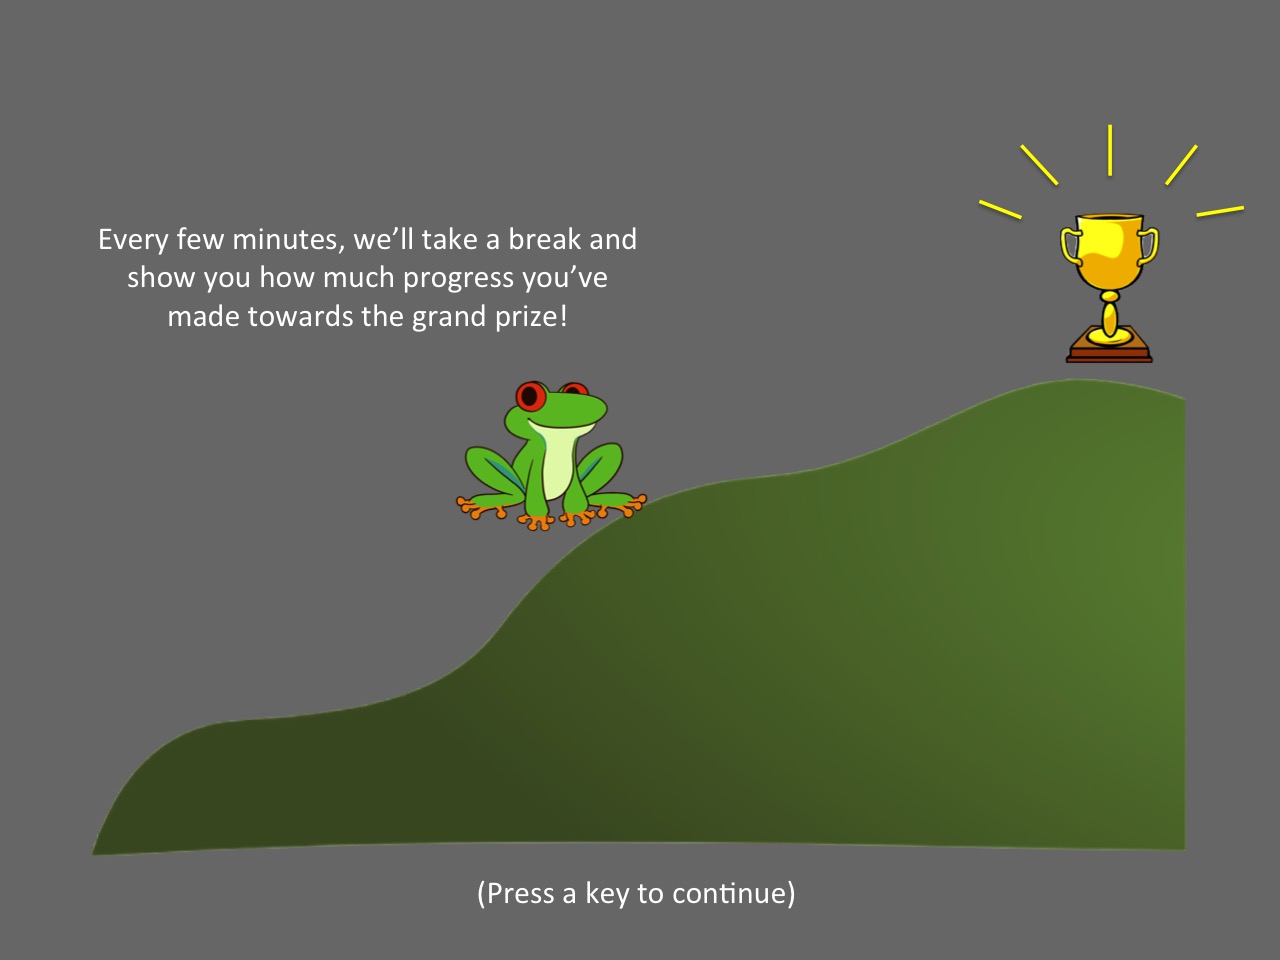 Every few minutes, we’ll take a break and
show you how much progress you’ve
made towards the grand prize!
(Press a key to continue)